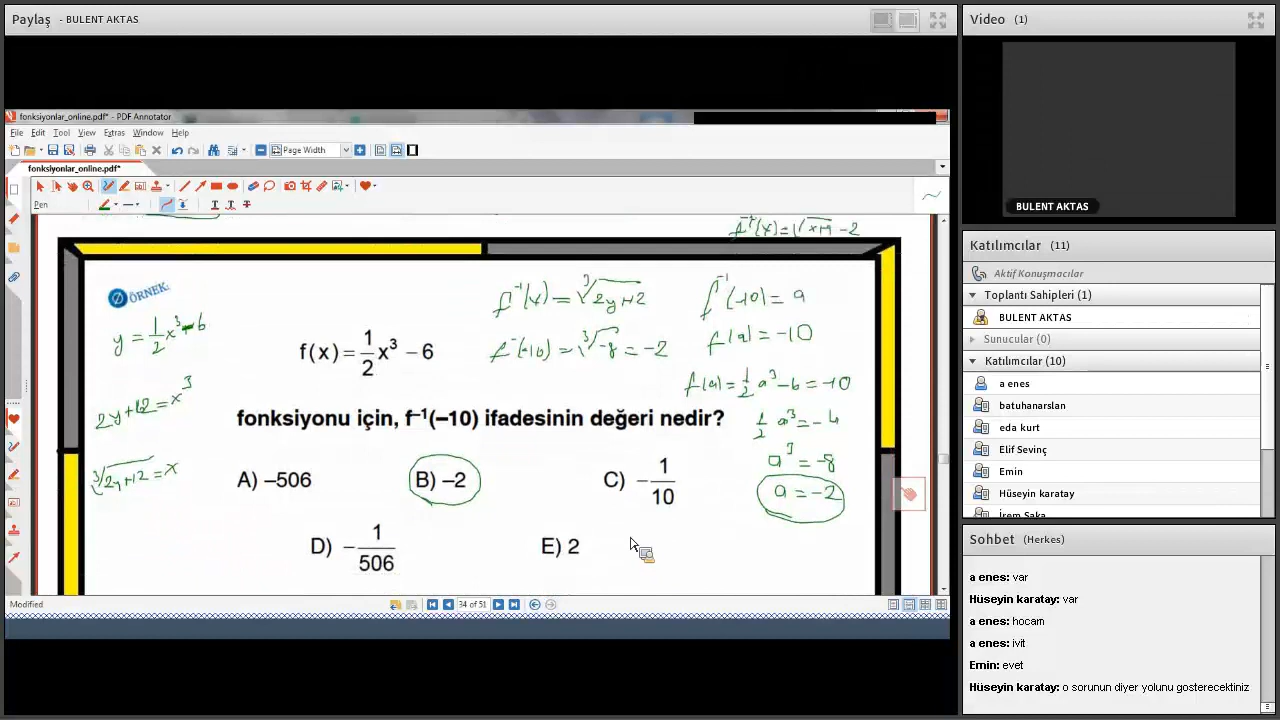 Paylaş - BULENT AKTAS
fonksiyonlar_online.pdf* - PDF Annotator
File Edit Tool View Extras Window Help
Page Width
fonksiyonlar_online.pdf*
Pen
ÖRNEK:
y = 1/2 x³ - 6
2y+12 = x³
∛2y+12 = x
f(x) = 1/2 x³ − 6
f⁻¹(x) = ∛2y+12
f⁻¹(-10) = ∛-8 = -2
f⁻¹(-10) = a
f(a) = -10
f(a) = 1/2 a³ - 6 = -10
1/2 a³ = -4
a³ = -8
a = -2
fonksiyonu için, f⁻¹(−10) ifadesinin değeri nedir?
A) −506
B) −2
C) − 1/10
D) − 1/506
E) 2
Modified
34 of 51
Video (1)
BULENT AKTAS
Katılımcılar (11)
Aktif Konuşmacılar
Toplantı Sahipleri (1)
BULENT AKTAS
Sunucular (0)
Katılımcılar (10)
a enes
batuhanarslan
eda kurt
Elif Sevinç
Emin
Hüseyin karatay
İrem Saka
Sohbet (Herkes)
a enes: var
Hüseyin karatay: var
a enes: hocam
a enes: ivit
Emin: evet
Hüseyin karatay: o sorunun diyer yolunu gosterecektiniz